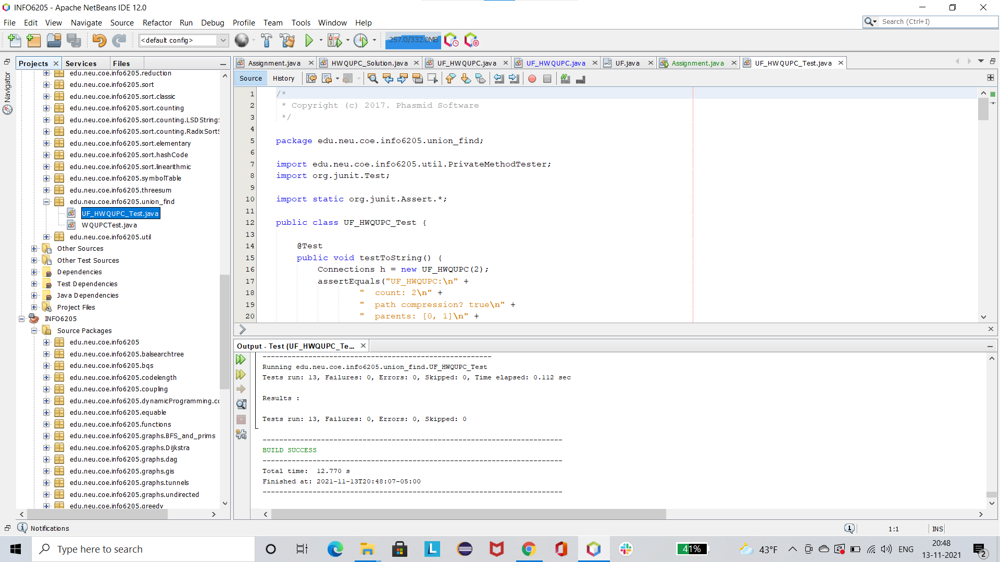 INFO6205 - Apache NetBeans IDE 12.0
File Edit View Navigate Source Refactor Run Debug Profile Team Tools Window Help
Search (Ctrl+I)
<default config>
257.0/332.0MB
Projects Services Files
Navigator
edu.neu.coe.info6205.reduction
edu.neu.coe.info6205.sort
edu.neu.coe.info6205.sort.classic
edu.neu.coe.info6205.sort.counting
edu.neu.coe.info6205.sort.counting.LSDStringS
edu.neu.coe.info6205.sort.counting.RadixSortS
edu.neu.coe.info6205.sort.elementary
edu.neu.coe.info6205.sort.hashCode
edu.neu.coe.info6205.sort.linearithmic
edu.neu.coe.info6205.symbolTable
edu.neu.coe.info6205.threesum
edu.neu.coe.info6205.union_find
UF_HWQUPC_Test.java
WQUPCTest.java
edu.neu.coe.info6205.util
Other Sources
Other Test Sources
Dependencies
Test Dependencies
Java Dependencies
Project Files
INFO6205
Source Packages
edu.neu.coe.info6205
edu.neu.coe.info6205.balsearchtree
edu.neu.coe.info6205.bqs
edu.neu.coe.info6205.codelength
edu.neu.coe.info6205.coupling
edu.neu.coe.info6205.dynamicProgramming.co
edu.neu.coe.info6205.equable
edu.neu.coe.info6205.functions
edu.neu.coe.info6205.graphs.BFS_and_prims
edu.neu.coe.info6205.graphs.Dijkstra
edu.neu.coe.info6205.graphs.dag
edu.neu.coe.info6205.graphs.gis
edu.neu.coe.info6205.graphs.tunnels
edu.neu.coe.info6205.graphs.undirected
edu.neu.coe.info6205.greedy
Assignment.java HWQUPC_Solution.java UF_HWQUPC.java UF_HWQUPC.java UF.java Assignment.java UF_HWQUPC_Test.java
Source History
1 /*
2 * Copyright (c) 2017. Phasmid Software
3 */
4
5 package edu.neu.coe.info6205.union_find;
6
7 import edu.neu.coe.info6205.util.PrivateMethodTester;
8 import org.junit.Test;
9
10 import static org.junit.Assert.*;
11
12 public class UF_HWQUPC_Test {
13
14 @Test
15 public void testToString() {
16 Connections h = new UF_HWQUPC(2);
17 assertEquals("UF_HWQUPC:\n" +
18 "  count: 2\n" +
19 "  path compression? true\n" +
20 "  parents: [0, 1]\n" +
Output - Test (UF_HWQUPC_Te...
-------------------------------------------------------
Running edu.neu.coe.info6205.union_find.UF_HWQUPC_Test
Tests run: 13, Failures: 0, Errors: 0, Skipped: 0, Time elapsed: 0.112 sec
Results :
Tests run: 13, Failures: 0, Errors: 0, Skipped: 0
------------------------------------------------------------------------
BUILD SUCCESS
------------------------------------------------------------------------
Total time:  12.770 s
Finished at: 2021-11-13T20:48:07-05:00
------------------------------------------------------------------------
Notifications
1
1:1
INS
Type here to search
L
41%
43°F
ENG
20:48
13-11-2021
2